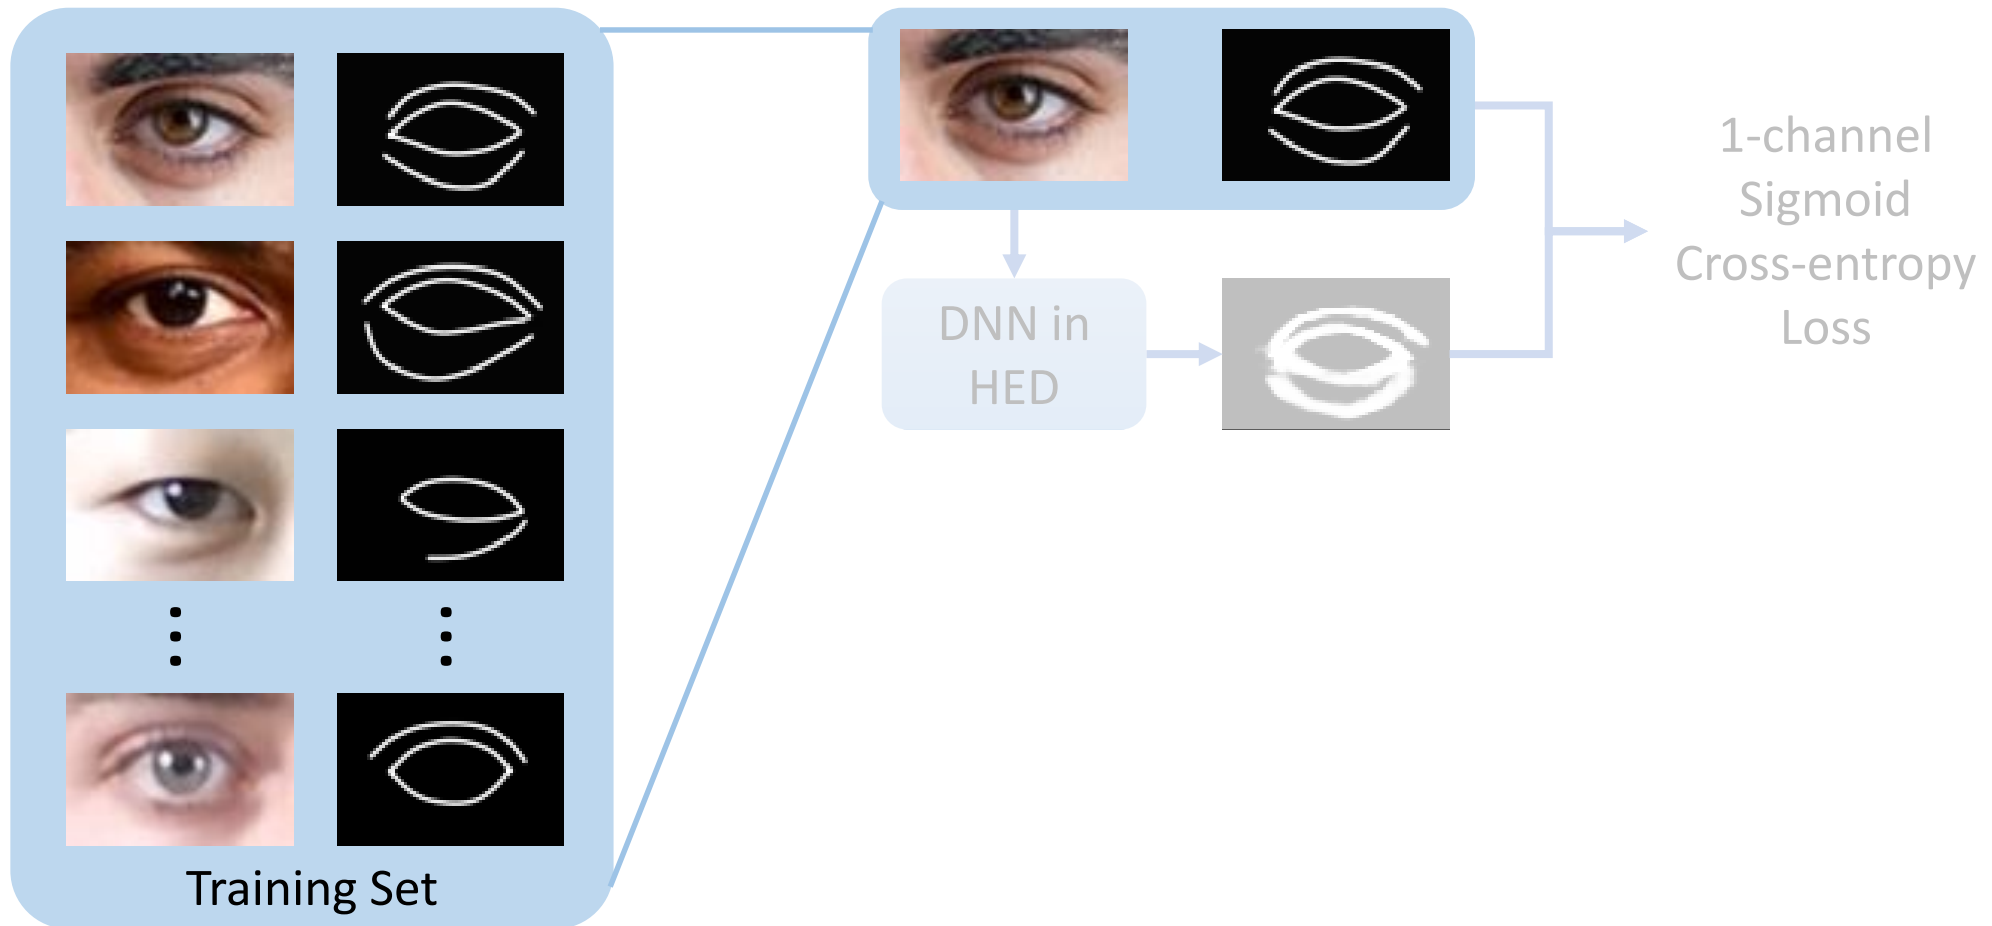 1-channel
Sigmoid
Cross-entropy
Loss
DNN in
HED
Training Set